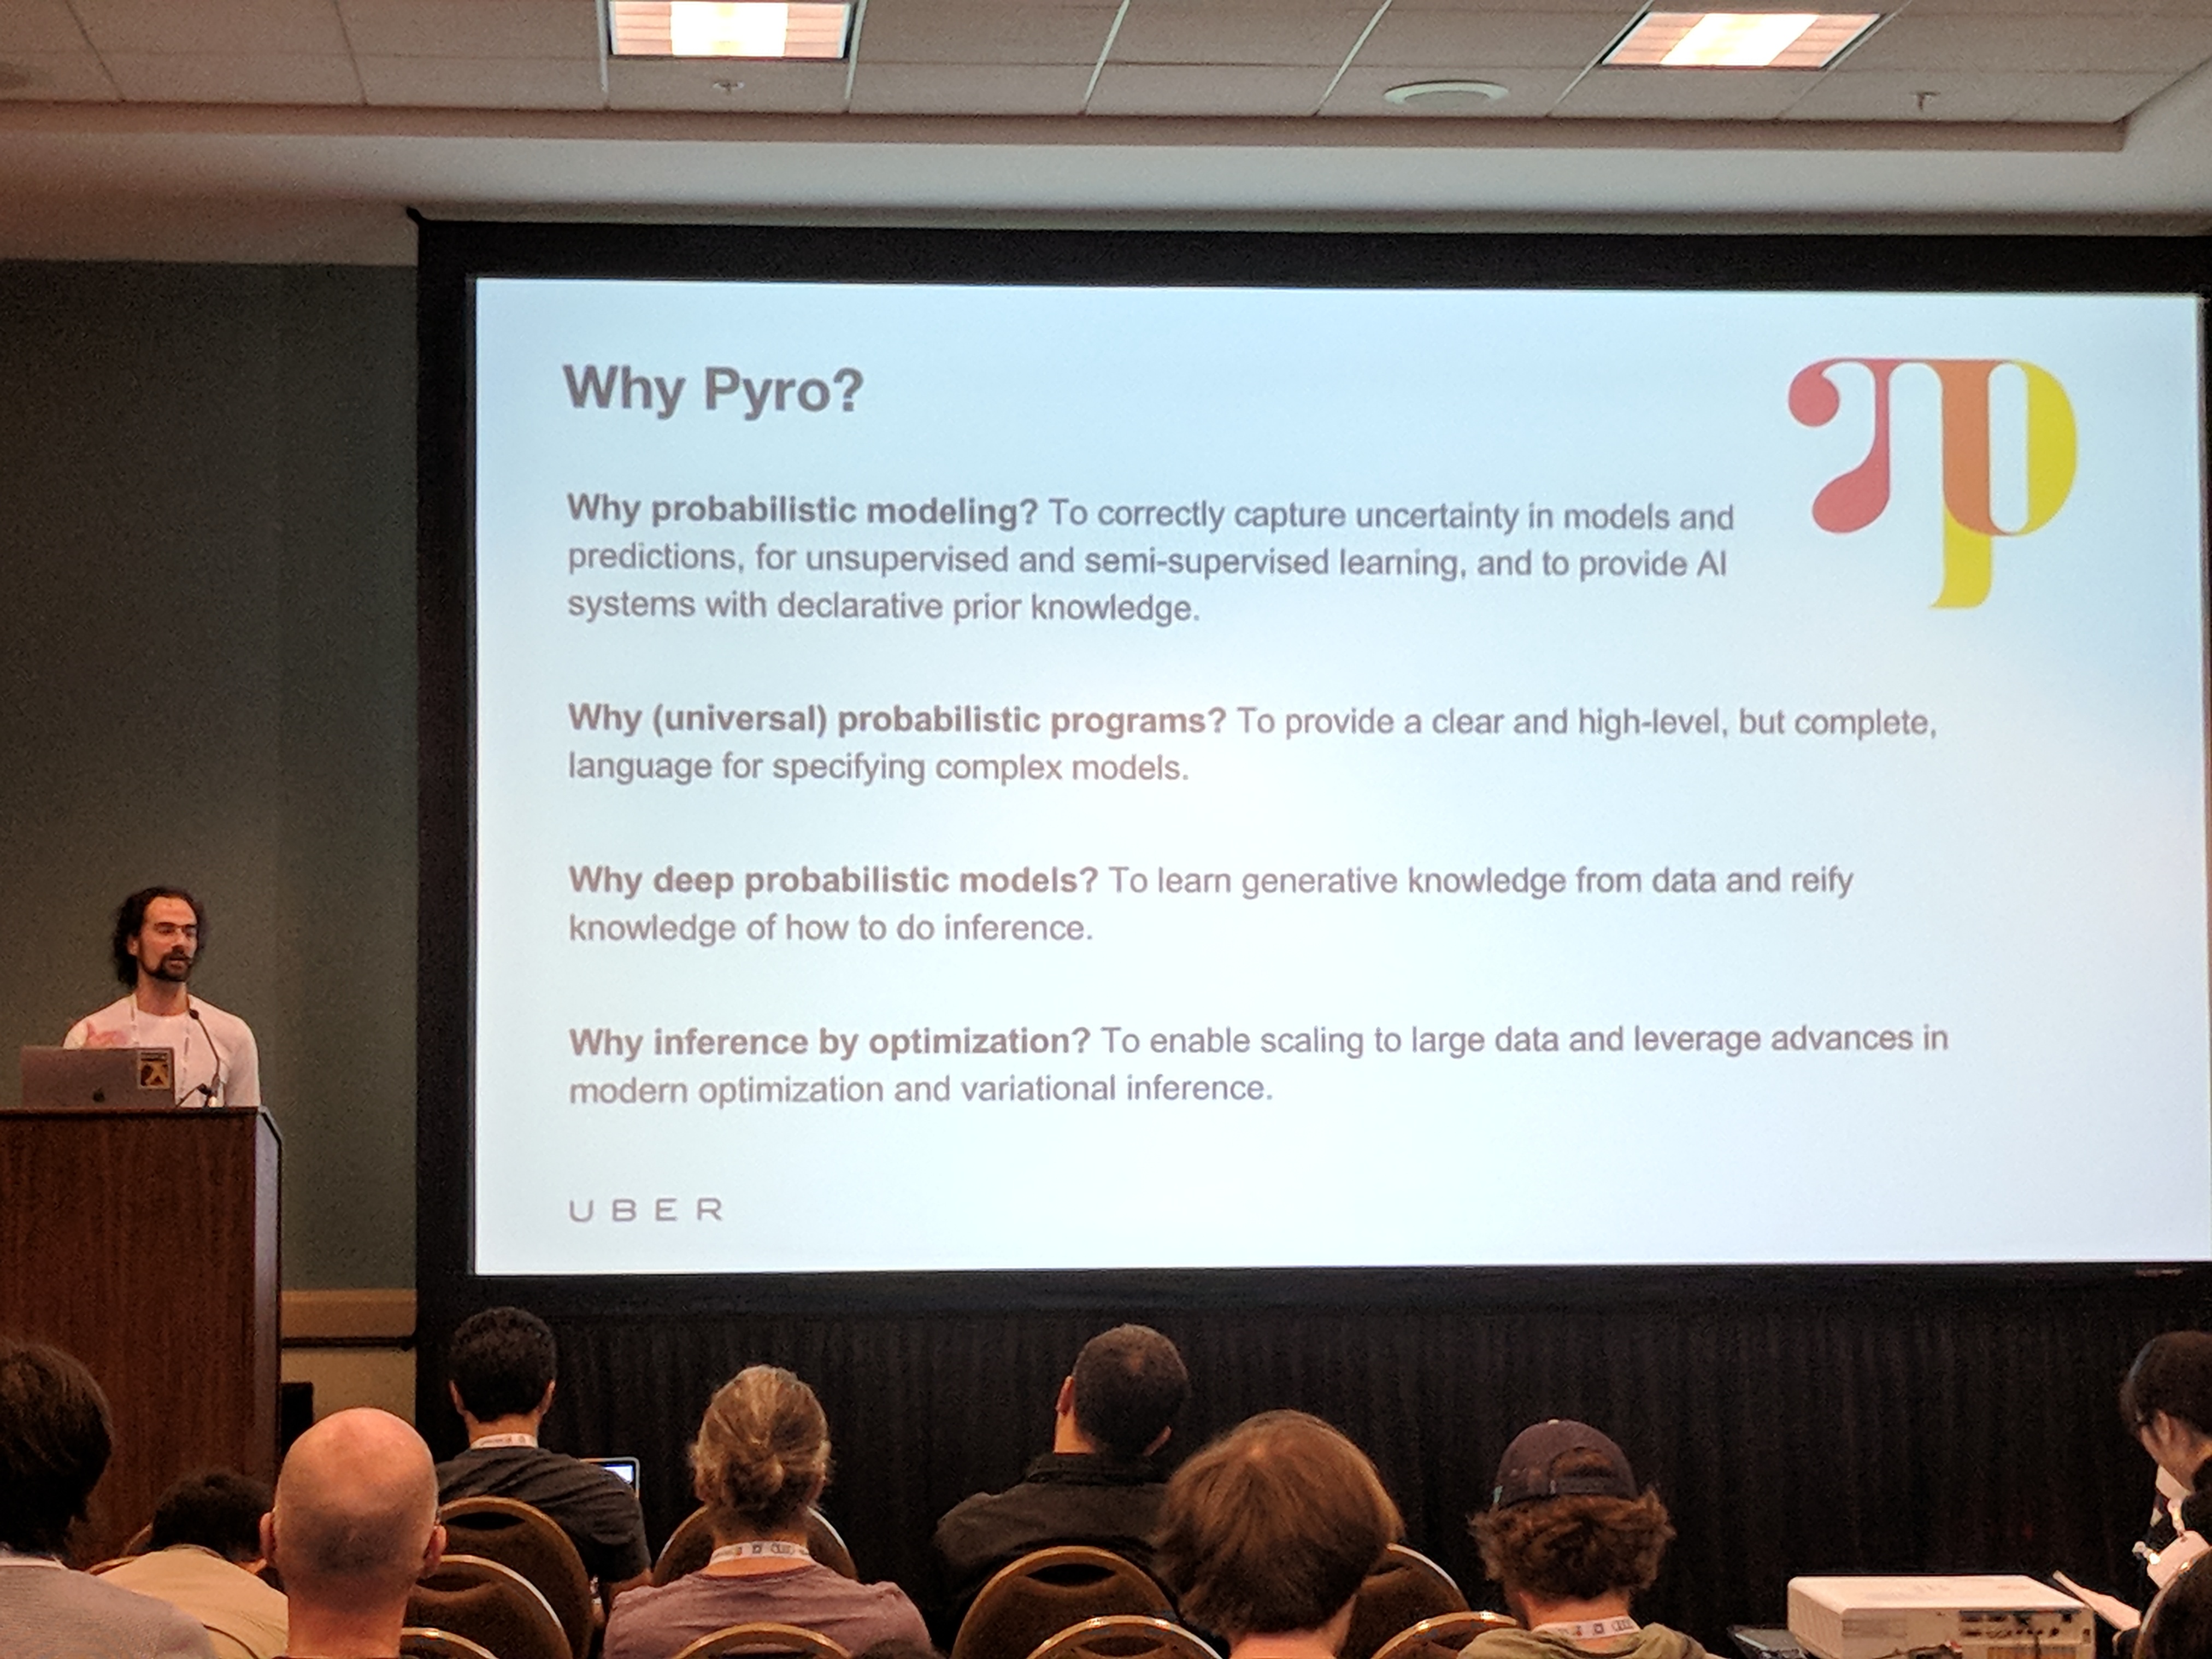 Why Pyro?
Why probabilistic modeling? To correctly capture uncertainty in models and
predictions, for unsupervised and semi-supervised learning, and to provide AI
systems with declarative prior knowledge.
Why (universal) probabilistic programs? To provide a clear and high-level, but complete,
language for specifying complex models.
Why deep probabilistic models? To learn generative knowledge from data and reify
knowledge of how to do inference.
Why inference by optimization? To enable scaling to large data and leverage advances in
modern optimization and variational inference.
UBER